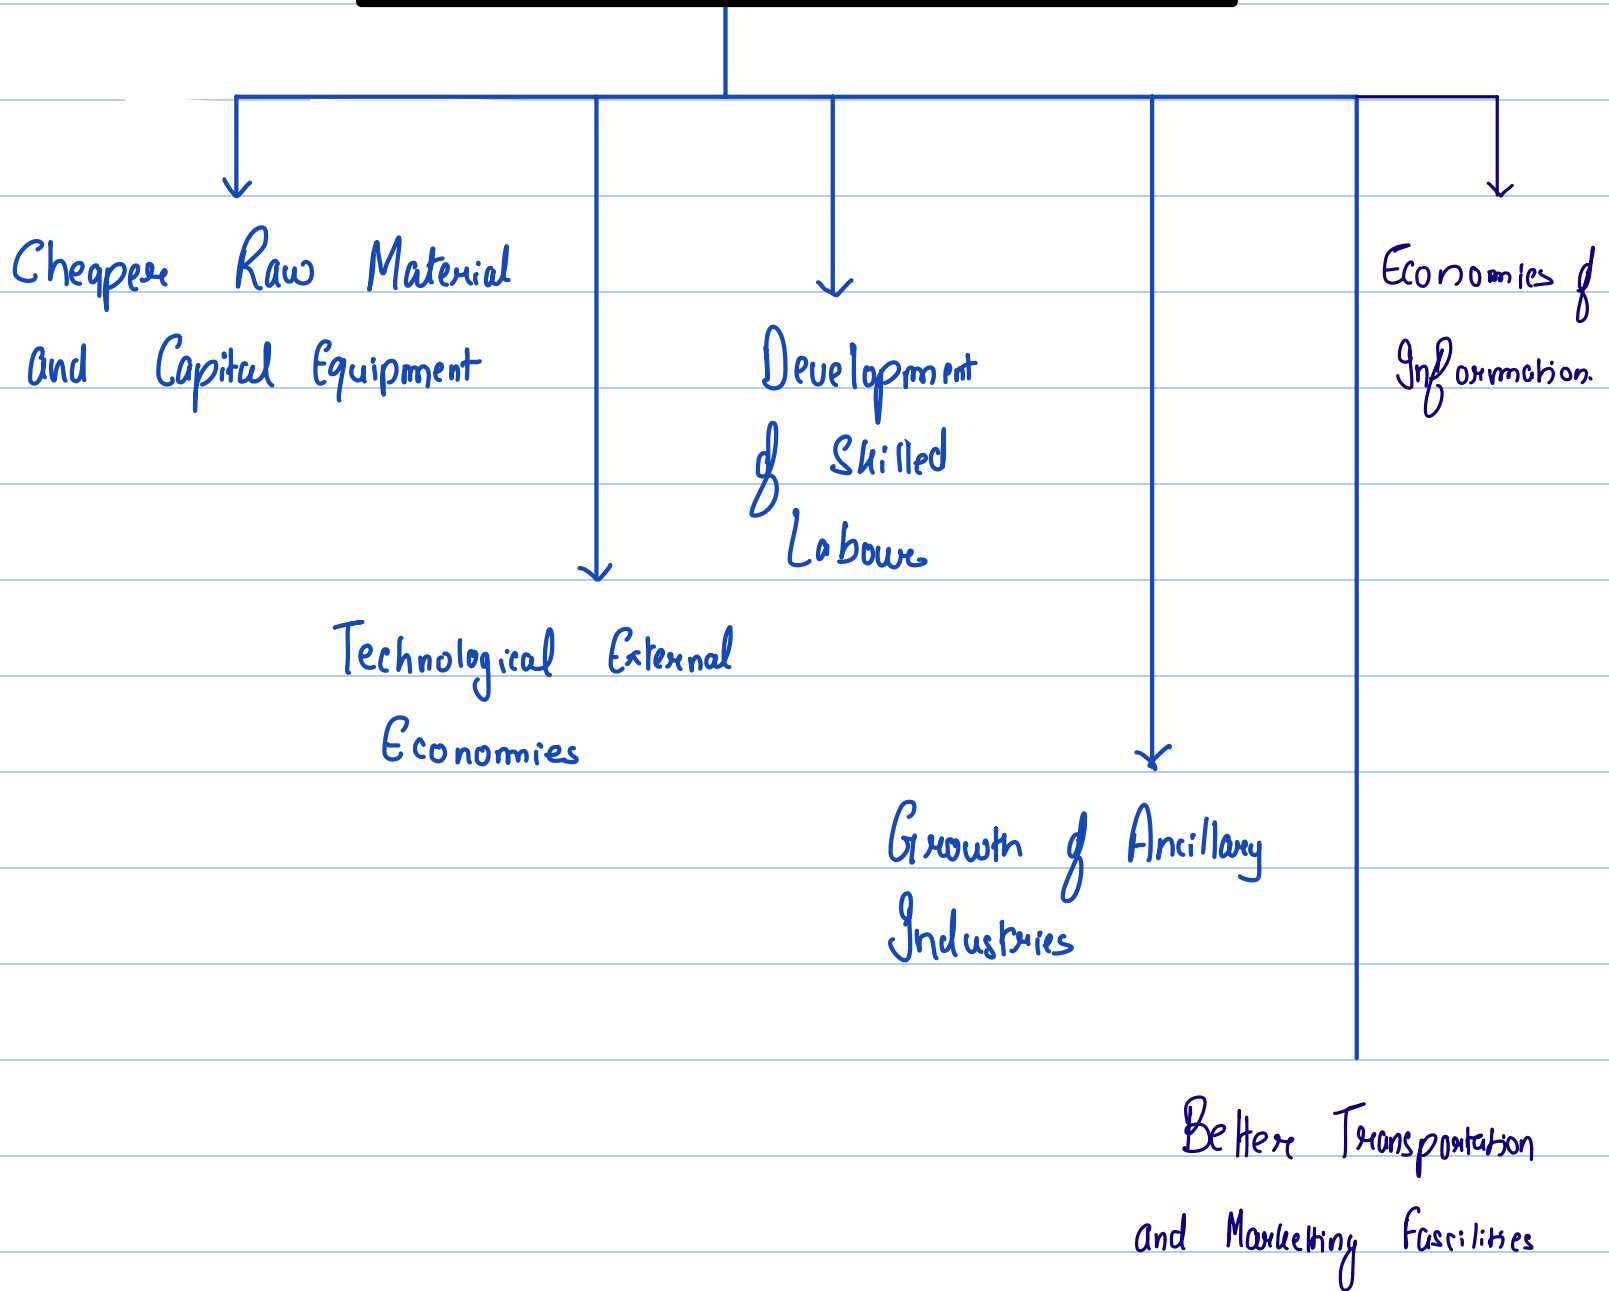 Cheaper Raw Material
and Capital Equipment
Technological External
Economies
Development
of Skilled
Labour
Growth of Ancillary
Industries
Better Transportation
and Marketing Fascilities
Economies of
Information.